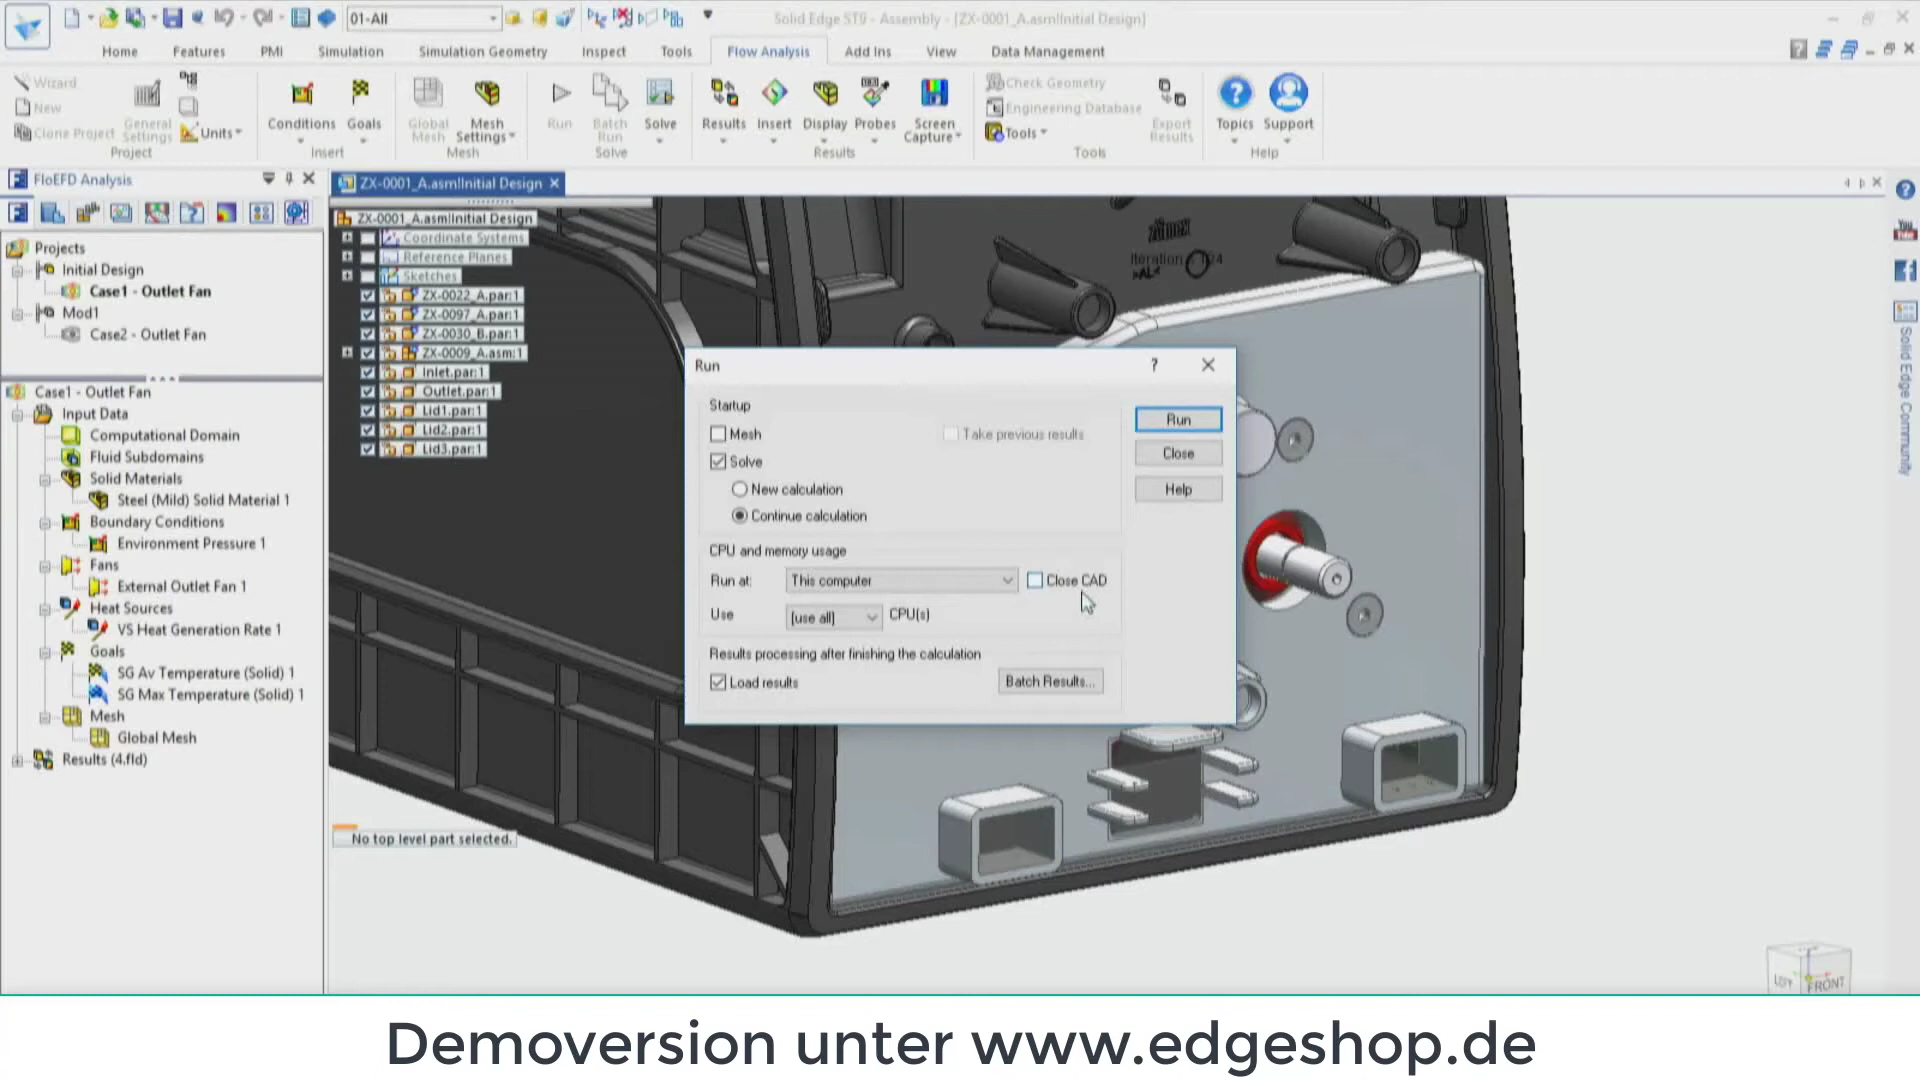 01-All
Solid Edge ST9 - Assembly - [ZX-0001_A.asm!Initial Design]
Home Features PMI Simulation Simulation Geometry Inspect Tools Flow Analysis Add Ins View Data Management
Wizard
New
Clone Project
General Settings
Units
Project
Conditions Goals
Insert
Global Mesh
Mesh Settings
Mesh
Run
Batch Run
Solve
Solve
Results Insert Display Probes Screen Capture
Results
Check Geometry
Engineering Database
Tools
Export Results
Tools
Topics Support
Help
FloEFD Analysis
ZX-0001_A.asm!Initial Design
Projects
Initial Design
Case1 - Outlet Fan
Mod1
Case2 - Outlet Fan
Case1 - Outlet Fan
Input Data
Computational Domain
Fluid Subdomains
Solid Materials
Steel (Mild) Solid Material 1
Boundary Conditions
Environment Pressure 1
Fans
External Outlet Fan 1
Heat Sources
VS Heat Generation Rate 1
Goals
SG Av Temperature (Solid) 1
SG Max Temperature (Solid) 1
Mesh
Global Mesh
Results (4.fld)
ZX-0001_A.asm!Initial Design
Coordinate Systems
Reference Planes
Sketches
ZX-0022_A.par:1
ZX-0097_A.par:1
ZX-0030_B.par:1
ZX-0009_A.asm:1
Inlet.par:1
Outlet.par:1
Lid1.par:1
Lid2.par:1
Lid3.par:1
No top level part selected.
Run
?
Startup
Mesh
Take previous results
Solve
New calculation
Continue calculation
CPU and memory usage
Run at: This computer
Close CAD
Use [use all] CPU(s)
Results processing after finishing the calculation
Load results
Batch Results...
Run
Close
Help
>AL<
Solid Edge Community
FRONT
Demoversion unter www.edgeshop.de